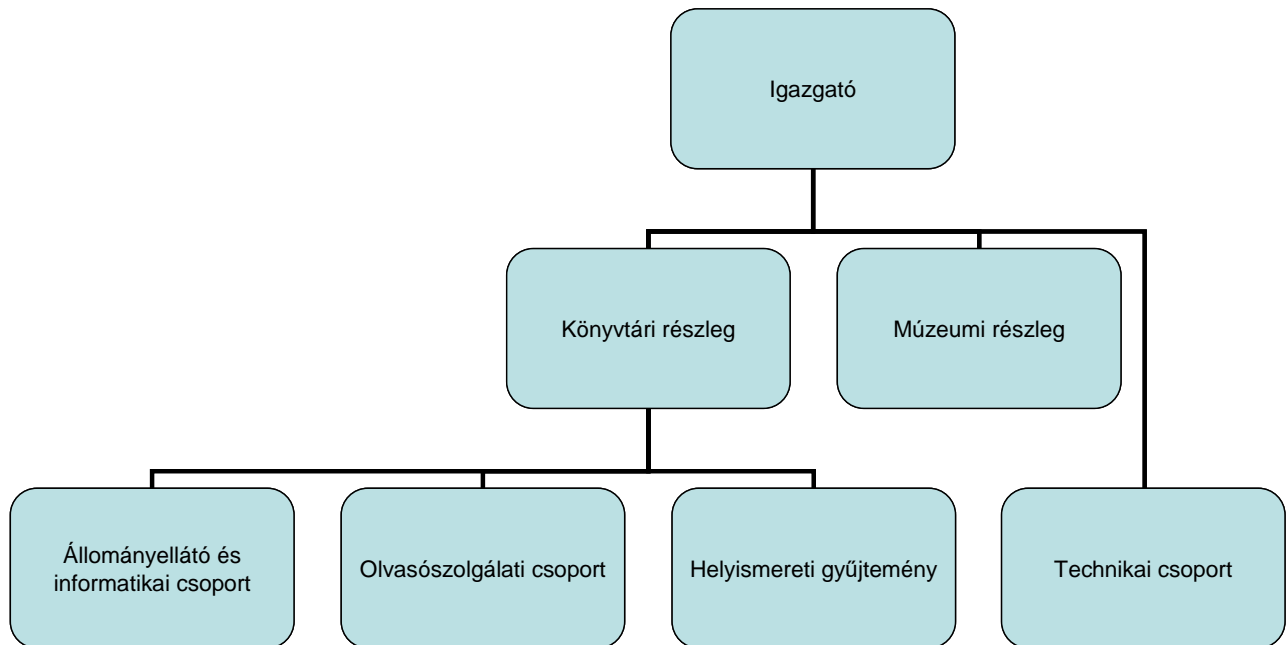 Igazgató
Könyvtári részleg
Múzeumi részleg
Állományellátó és
informatikai csoport
Olvasószolgálati csoport
Helyismereti gyűjtemény
Technikai csoport